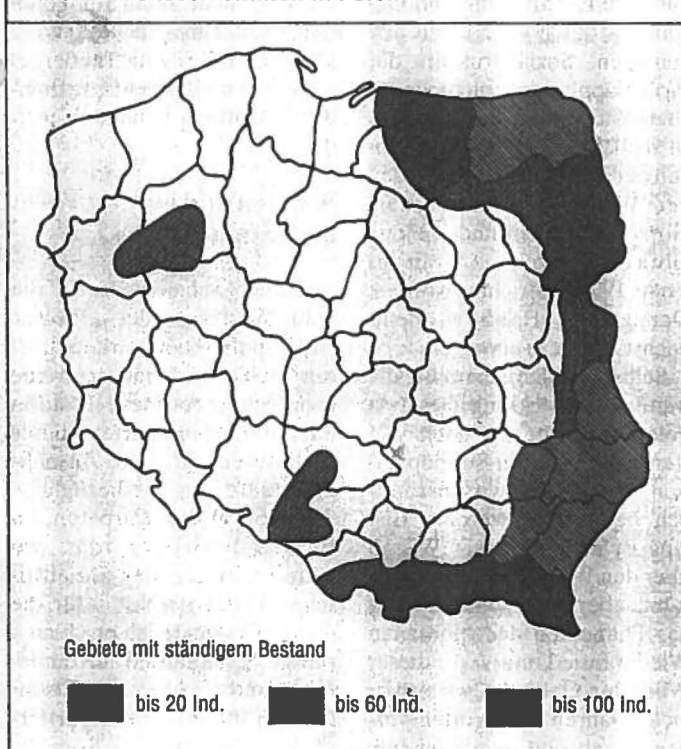 Gebiete mit ständigem Bestand
bis 20 Ind.
bis 60 Ind.
bis 100 Ind.